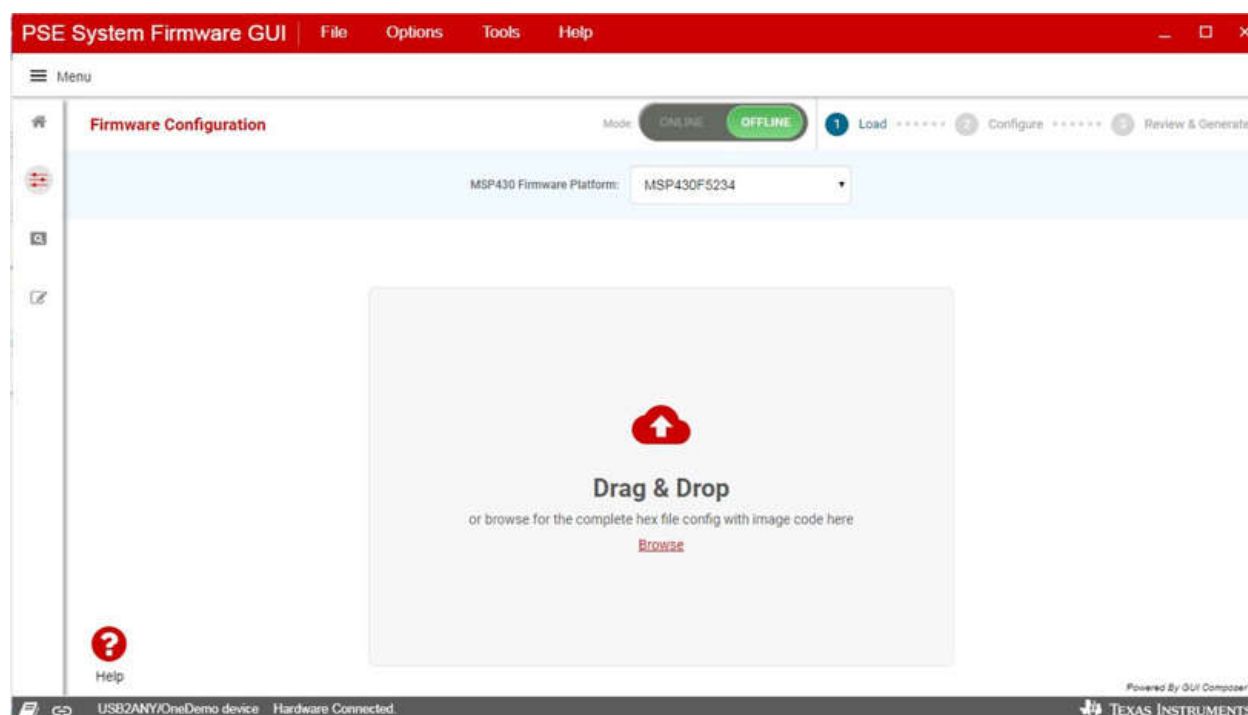 PSE System Firmware GUI File Options Tools Help
Menu
Firmware Configuration Mode: ONLINE OFFLINE 1 Load 2 Configure 3 Review & Generate
MSP430 Firmware Platform: MSP430F5234
Drag & Drop
or browse for the complete hex file config with image code here
Browse
?
Help
Powered By GUI Composer
USB2ANY/OneDemo device Hardware Connected. TEXAS INSTRUMENTS